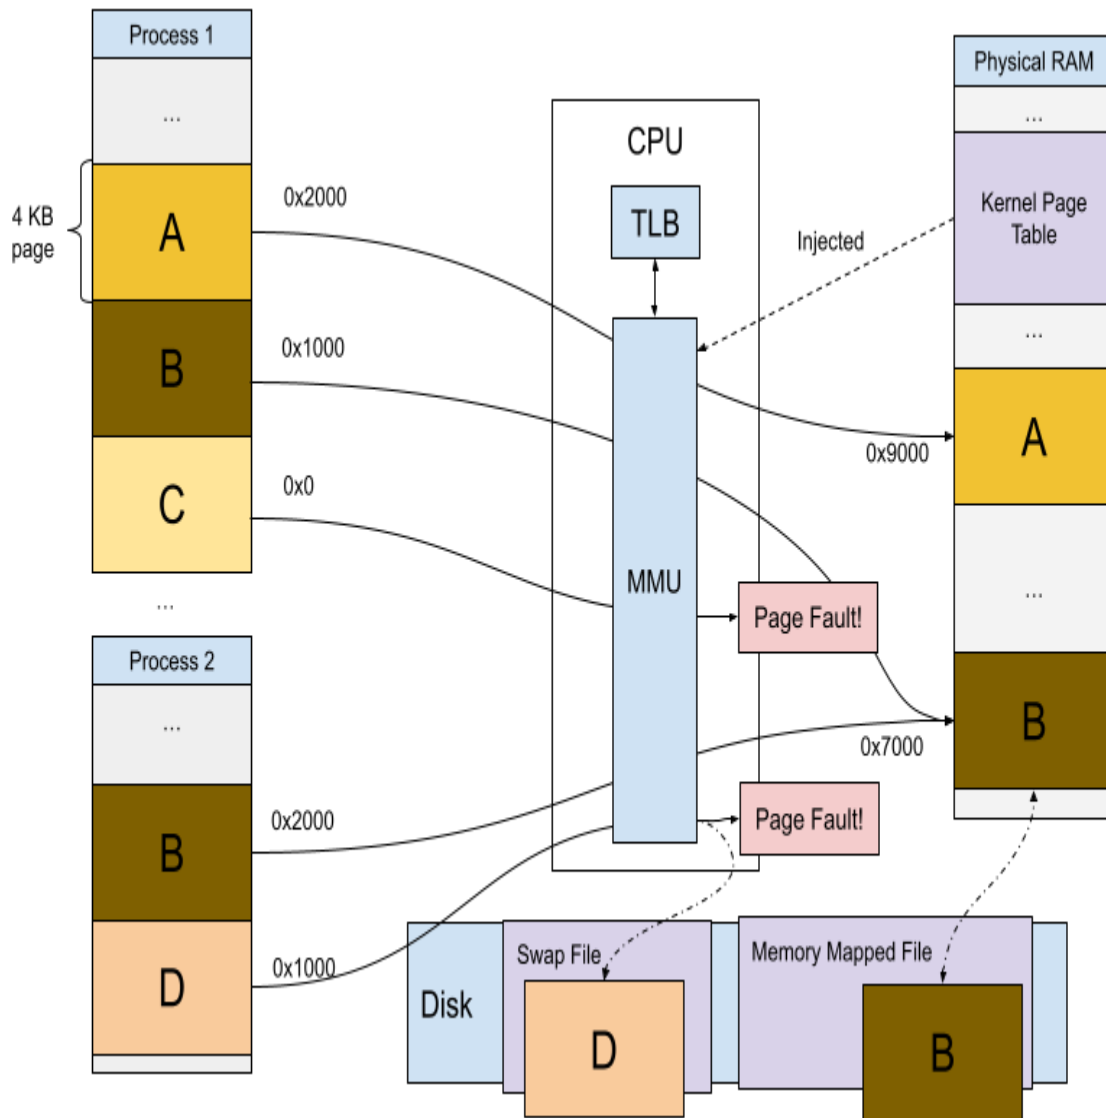 Process 1
...
4 KB
page
A
0x2000
B
0x1000
C
0x0
...
Process 2
...
B
0x2000
D
0x1000
CPU
TLB
MMU
Injected
Page Fault!
Page Fault!
Physical RAM
...
Kernel Page
Table
...
A
0x9000
...
B
0x7000
Disk
Swap File
D
Memory Mapped File
B